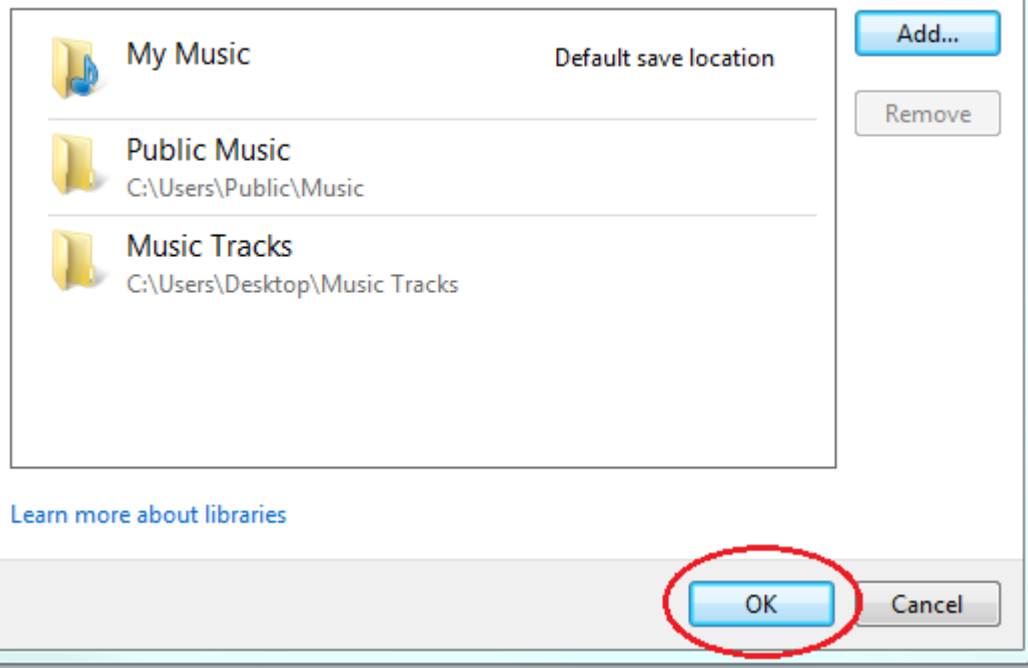 My Music
Default save location
Add...
Remove
Public Music
C:\Users\Public\Music
Music Tracks
C:\Users\Desktop\Music Tracks
Learn more about libraries
OK
Cancel